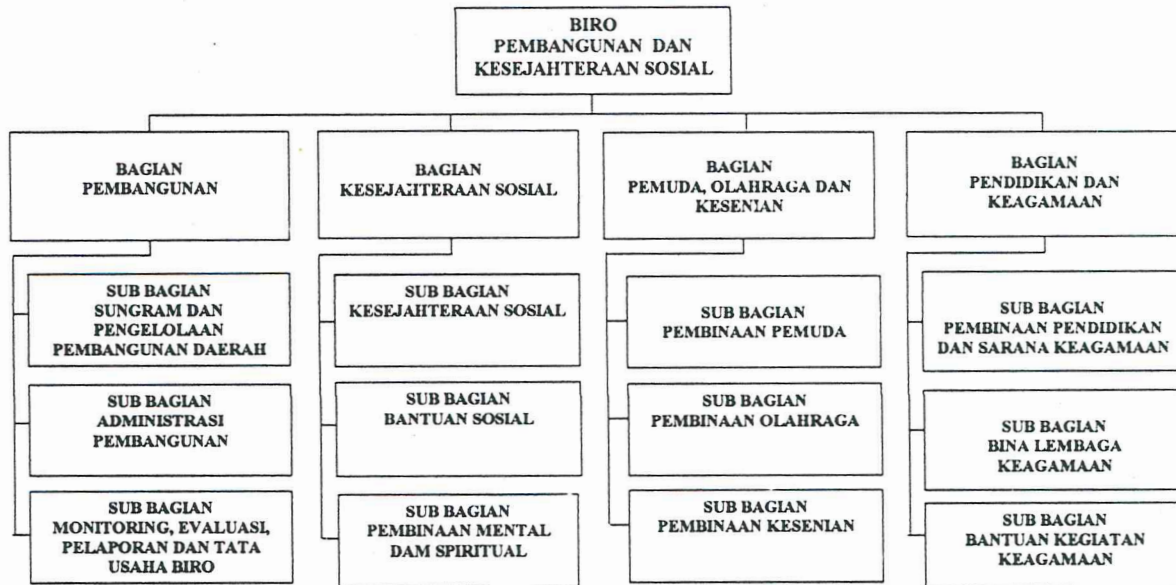 BIRO
PEMBANGUNAN DAN
KESEJAHTERAAN SOSIAL
BAGIAN
PEMBANGUNAN
BAGIAN
KESEJAHTERAAN SOSIAL
BAGIAN
PEMUDA, OLAHRAGA DAN
KESENIAN
BAGIAN
PENDIDIKAN DAN
KEAGAMAAN
SUB BAGIAN
SUNGRAM DAN
PENGELOLAAN
PEMBANGUNAN DAERAH
SUB BAGIAN
KESEJAHTERAAN SOSIAL
SUB BAGIAN
PEMBINAAN PEMUDA
SUB BAGIAN
PEMBINAAN PENDIDIKAN
DAN SARANA KEAGAMAAN
SUB BAGIAN
ADMINISTRASI
PEMBANGUNAN
SUB BAGIAN
BANTUAN SOSIAL
SUB BAGIAN
PEMBINAAN OLAHRAGA
SUB BAGIAN
BINA LEMBAGA
KEAGAMAAN
SUB BAGIAN
MONITORING, EVALUASI,
PELAPORAN DAN TATA
USAHA BIRO
SUB BAGIAN
PEMBINAAN MENTAL
DAM SPIRITUAL
SUB BAGIAN
PEMBINAAN KESENIAN
SUB BAGIAN
BANTUAN KEGIATAN
KEAGAMAAN